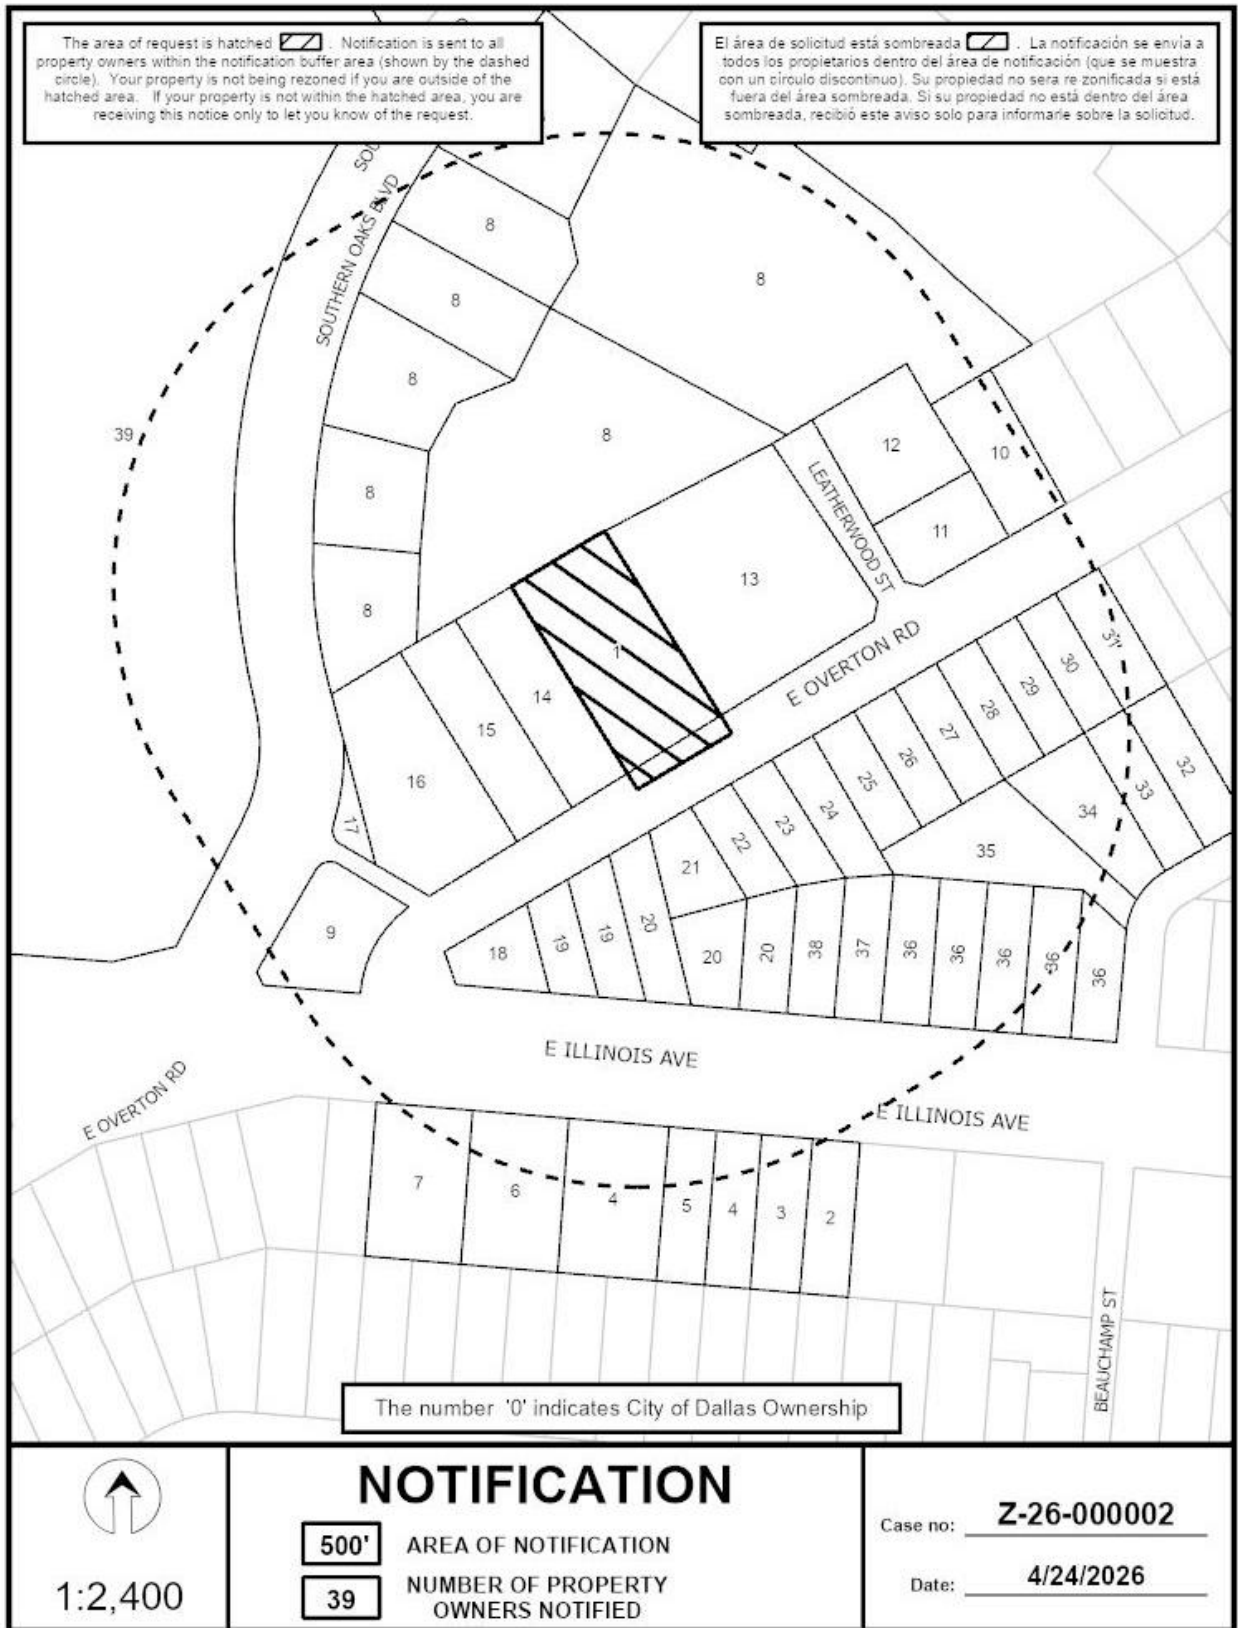 The area of request is hatched . Notification is sent to all
property owners within the notification buffer area (shown by the dashed
circle). Your property is not being rezoned if you are outside of the
hatched area. If your property is not within the hatched area, you are
receiving this notice only to let you know of the request.
El área de solicitud está sombreada . La notificación se envía a
todos los propietarios dentro del área de notificación (que se muestra
con un círculo discontinuo). Su propiedad no sera re zonificada si está
fuera del área sombreada. Si su propiedad no está dentro del área
sombreada, recibió este aviso solo para informarle sobre la solicitud.
SOU
SOUTHERN OAKS BLVD
8
8
8
8
39
8
8
12
10
LEATHERWOOD ST
11
8
13
8
1
E OVERTON RD
31
30
29
28
27
26
25
24
23
22
21
14
15
16
17
32
33
34
35
9
18
19
19
20
20
20
38
37
36
36
36
36
36
E ILLINOIS AVE
E ILLINOIS AVE
E OVERTON RD
7
6
4
5
4
3
2
BEAUCHAMP ST
The number '0' indicates City of Dallas Ownership
1:2,400
NOTIFICATION
500' AREA OF NOTIFICATION
39 NUMBER OF PROPERTY
OWNERS NOTIFIED
Case no: Z-26-000002
Date: 4/24/2026